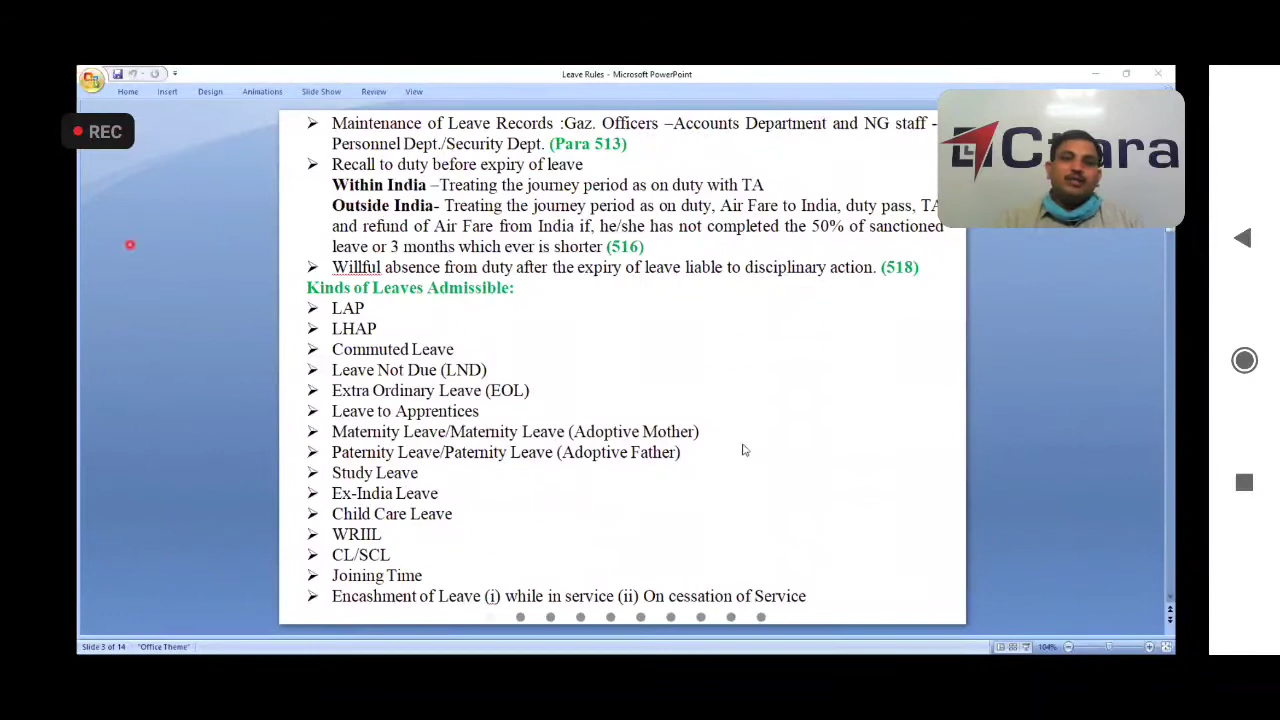 Leave Rules - Microsoft PowerPoint
Home Insert Design Animations Slide Show Review View
REC
➢ Maintenance of Leave Records :Gaz. Officers –Accounts Department and NG staff -
Personnel Dept./Security Dept. (Para 513)
➢ Recall to duty before expiry of leave
Within India –Treating the journey period as on duty with TA
Outside India- Treating the journey period as on duty, Air Fare to India, duty pass, TA
and refund of Air Fare from India if, he/she has not completed the 50% of sanctioned
leave or 3 months which ever is shorter (516)
➢ Willful absence from duty after the expiry of leave liable to disciplinary action. (518)
Kinds of Leaves Admissible:
➢ LAP
➢ LHAP
➢ Commuted Leave
➢ Leave Not Due (LND)
➢ Extra Ordinary Leave (EOL)
➢ Leave to Apprentices
➢ Maternity Leave/Maternity Leave (Adoptive Mother)
➢ Paternity Leave/Paternity Leave (Adoptive Father)
➢ Study Leave
➢ Ex-India Leave
➢ Child Care Leave
➢ WRIIL
➢ CL/SCL
➢ Joining Time
➢ Encashment of Leave (i) while in service (ii) On cessation of Service
Slide 3 of 14 "Office Theme" 104%